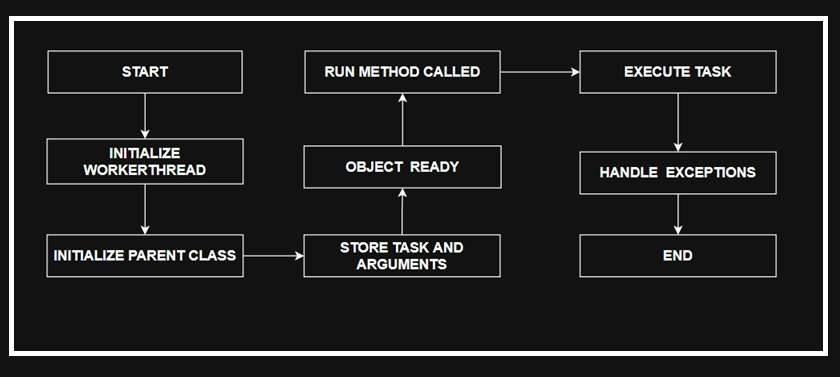 START
INITIALIZE
WORKERTHREAD
INITIALIZE PARENT CLASS
STORE TASK AND
ARGUMENTS
OBJECT READY
RUN METHOD CALLED
EXECUTE TASK
HANDLE EXCEPTIONS
END